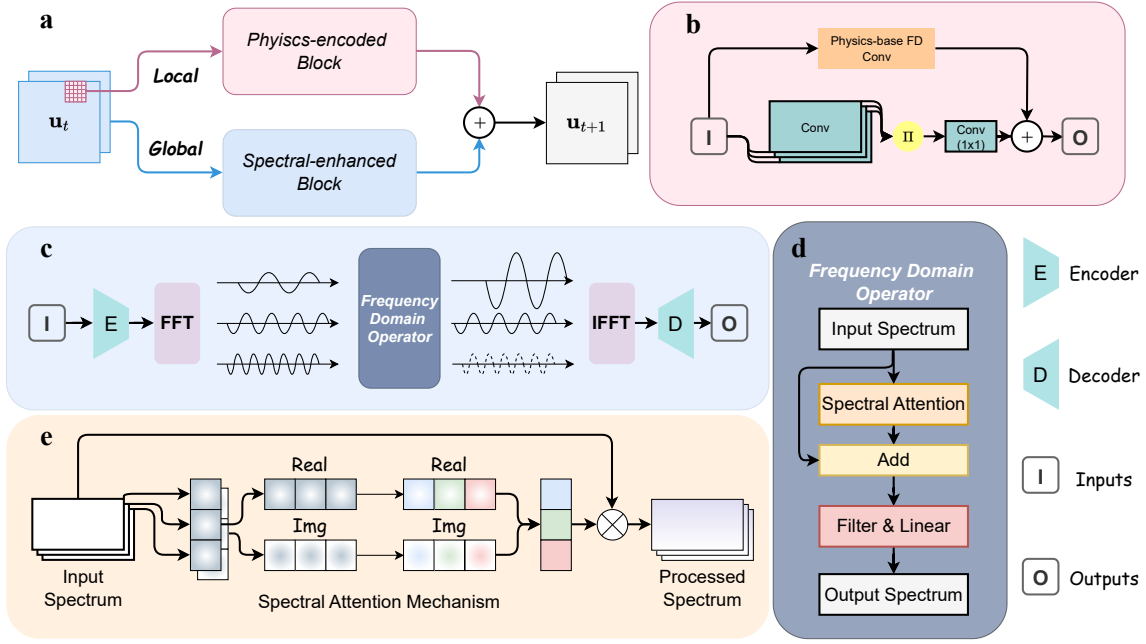 a
Phyiscs-encoded
Block
Local
u_t
Global
Spectral-enhanced
Block
+
u_{t+1}
b
Physics-base FD
Conv
I
Conv
Π
Conv
(1x1)
+
O
c
I
E
FFT
Frequency
Domain
Operator
IFFT
D
O
d
Frequency Domain
Operator
Input Spectrum
Spectral Attention
Add
Filter & Linear
Output Spectrum
E
Encoder
D
Decoder
I
Inputs
O
Outputs
e
Real
Real
Img
Img
Input
Spectrum
Spectral Attention Mechanism
Processed
Spectrum